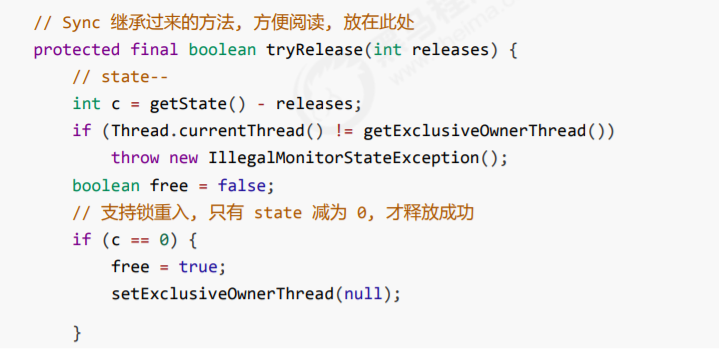 // Sync 继承过来的方法, 方便阅读, 放在此处
protected final boolean tryRelease(int releases) {
    // state--
    int c = getState() - releases;
    if (Thread.currentThread() != getExclusiveOwnerThread())
        throw new IllegalMonitorStateException();
    boolean free = false;
    // 支持锁重入, 只有 state 减为 0, 才释放成功
    if (c == 0) {
        free = true;
        setExclusiveOwnerThread(null);
    }